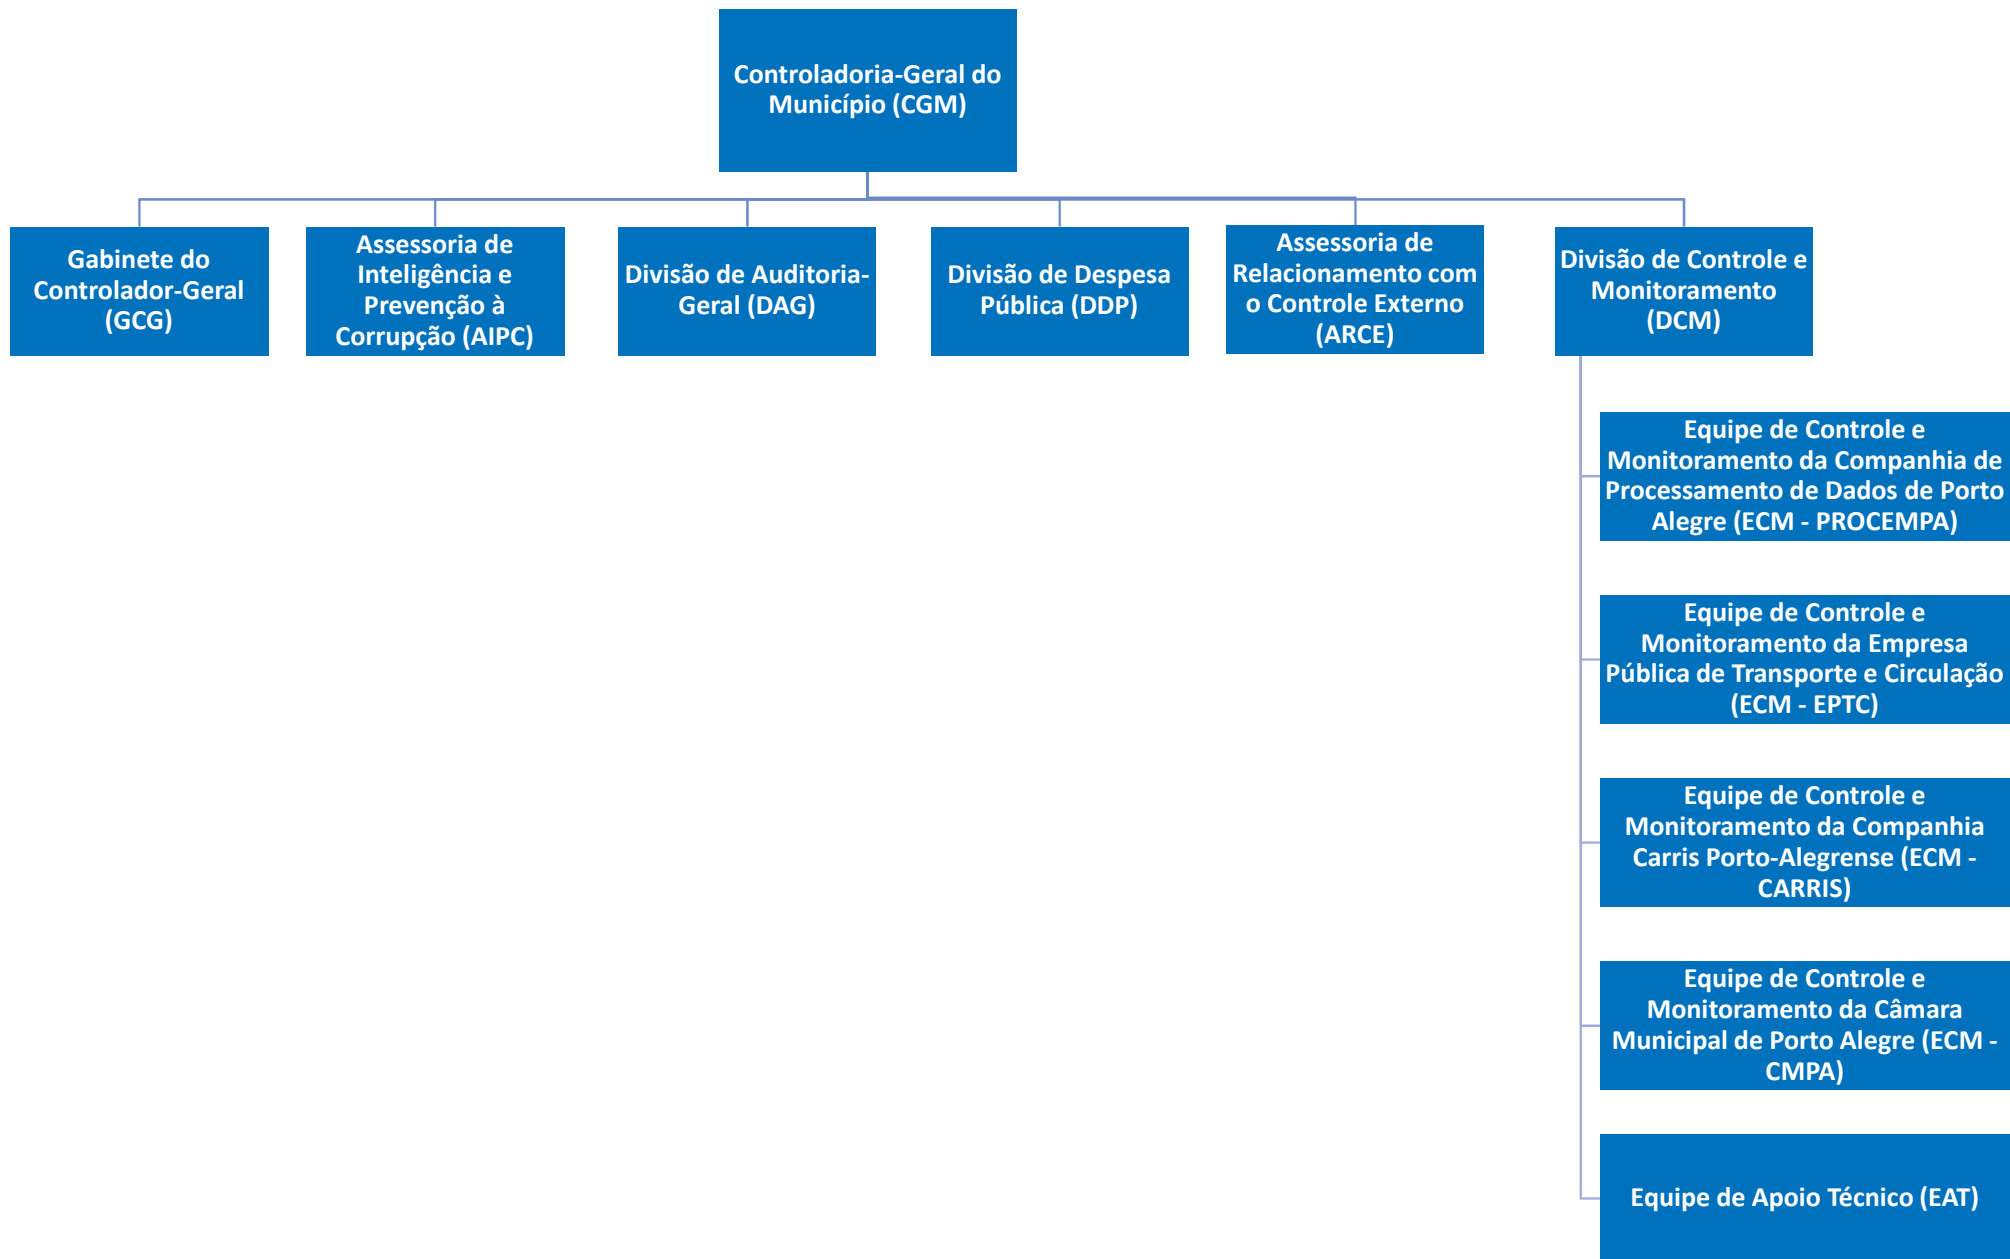 Controladoria-Geral do
Município (CGM)
Gabinete do
Controlador-Geral
(GCG)
Assessoria de
Inteligência e
Prevenção à
Corrupção (AIPC)
Divisão de Auditoria-
Geral (DAG)
Divisão de Despesa
Pública (DDP)
Assessoria de
Relacionamento com
o Controle Externo
(ARCE)
Divisão de Controle e
Monitoramento
(DCM)
Equipe de Controle e
Monitoramento da Companhia de
Processamento de Dados de Porto
Alegre (ECM - PROCEMPA)
Equipe de Controle e
Monitoramento da Empresa
Pública de Transporte e Circulação
(ECM - EPTC)
Equipe de Controle e
Monitoramento da Companhia
Carris Porto-Alegrense (ECM -
CARRIS)
Equipe de Controle e
Monitoramento da Câmara
Municipal de Porto Alegre (ECM -
CMPA)
Equipe de Apoio Técnico (EAT)